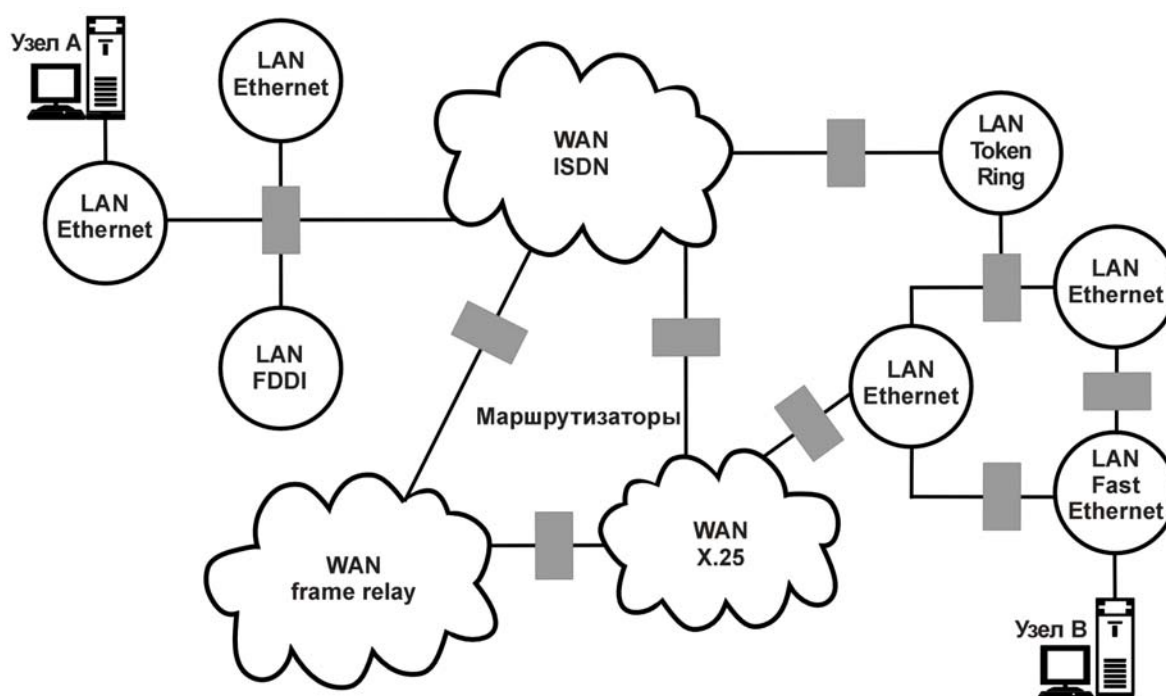 Узел А
LAN
Ethernet
WAN
ISDN
LAN
Token
Ring
LAN
Ethernet
LAN
Ethernet
LAN
FDDI
LAN
Ethernet
Маршрутизаторы
LAN
Fast
Ethernet
WAN
X.25
WAN
frame relay
Узел В